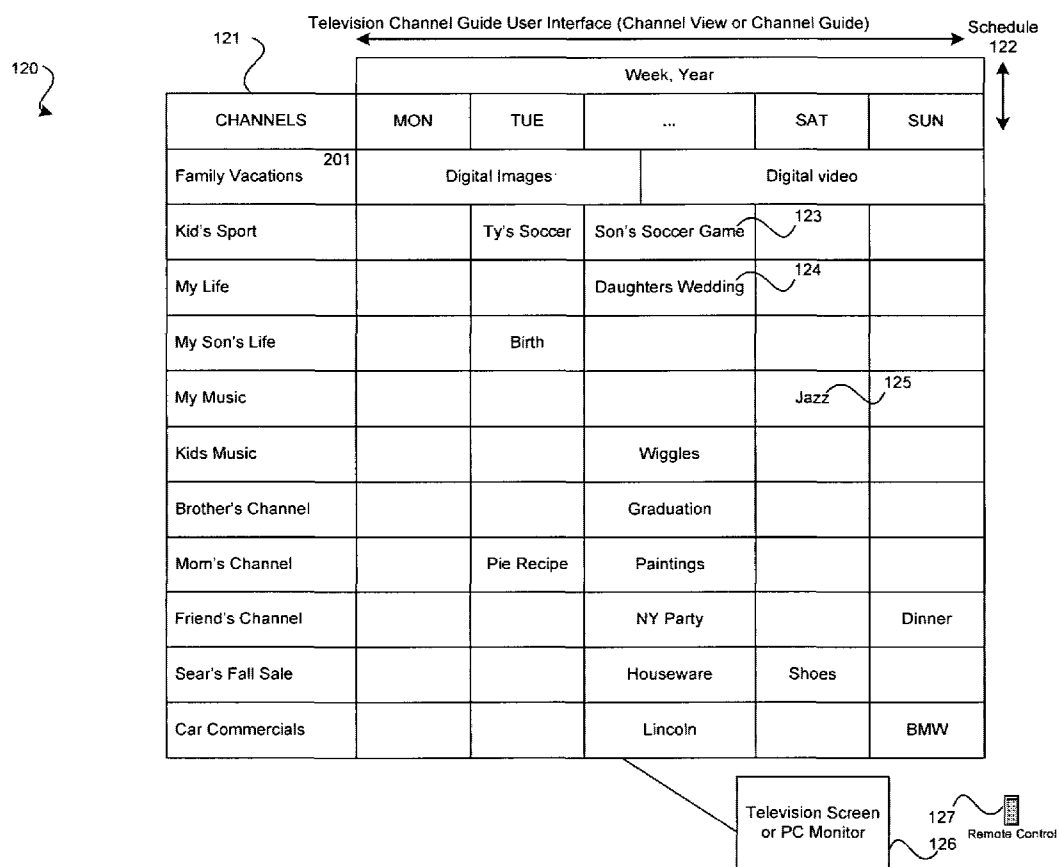 Television Channel Guide User Interface (Channel View or Channel Guide)
Schedule
122
121
120
Week, Year
CHANNELS MON TUE ... SAT SUN
201
Family Vacations Digital Images Digital video
Kid's Sport Ty's Soccer Son's Soccer Game 123
My Life Daughters Wedding 124
My Son's Life Birth
My Music Jazz 125
Kids Music Wiggles
Brother's Channel Graduation
Mom's Channel Pie Recipe Paintings
Friend's Channel NY Party Dinner
Sear's Fall Sale Houseware Shoes
Car Commercials Lincoln BMW
Television Screen
or PC Monitor
127
Remote Control
126